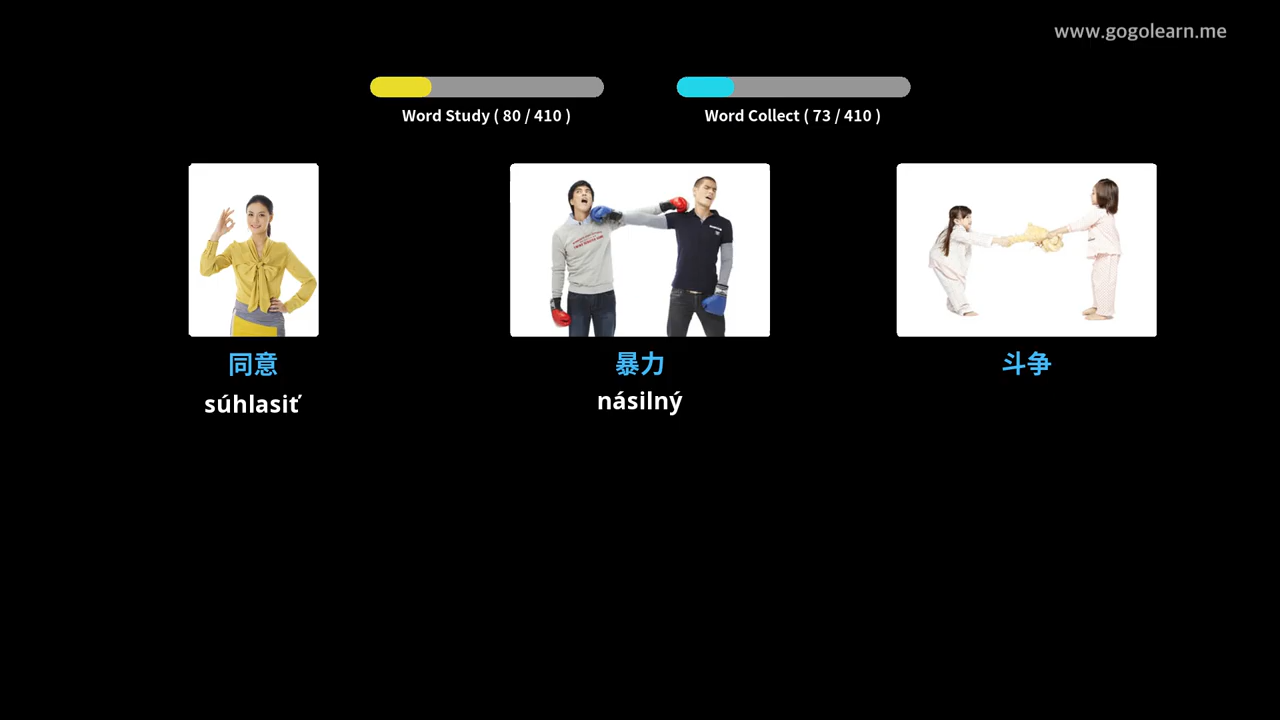 www.gogolearn.me
Word Study ( 80 / 410 )
Word Collect ( 73 / 410 )
同意
暴力
斗争
súhlasiť
násilný